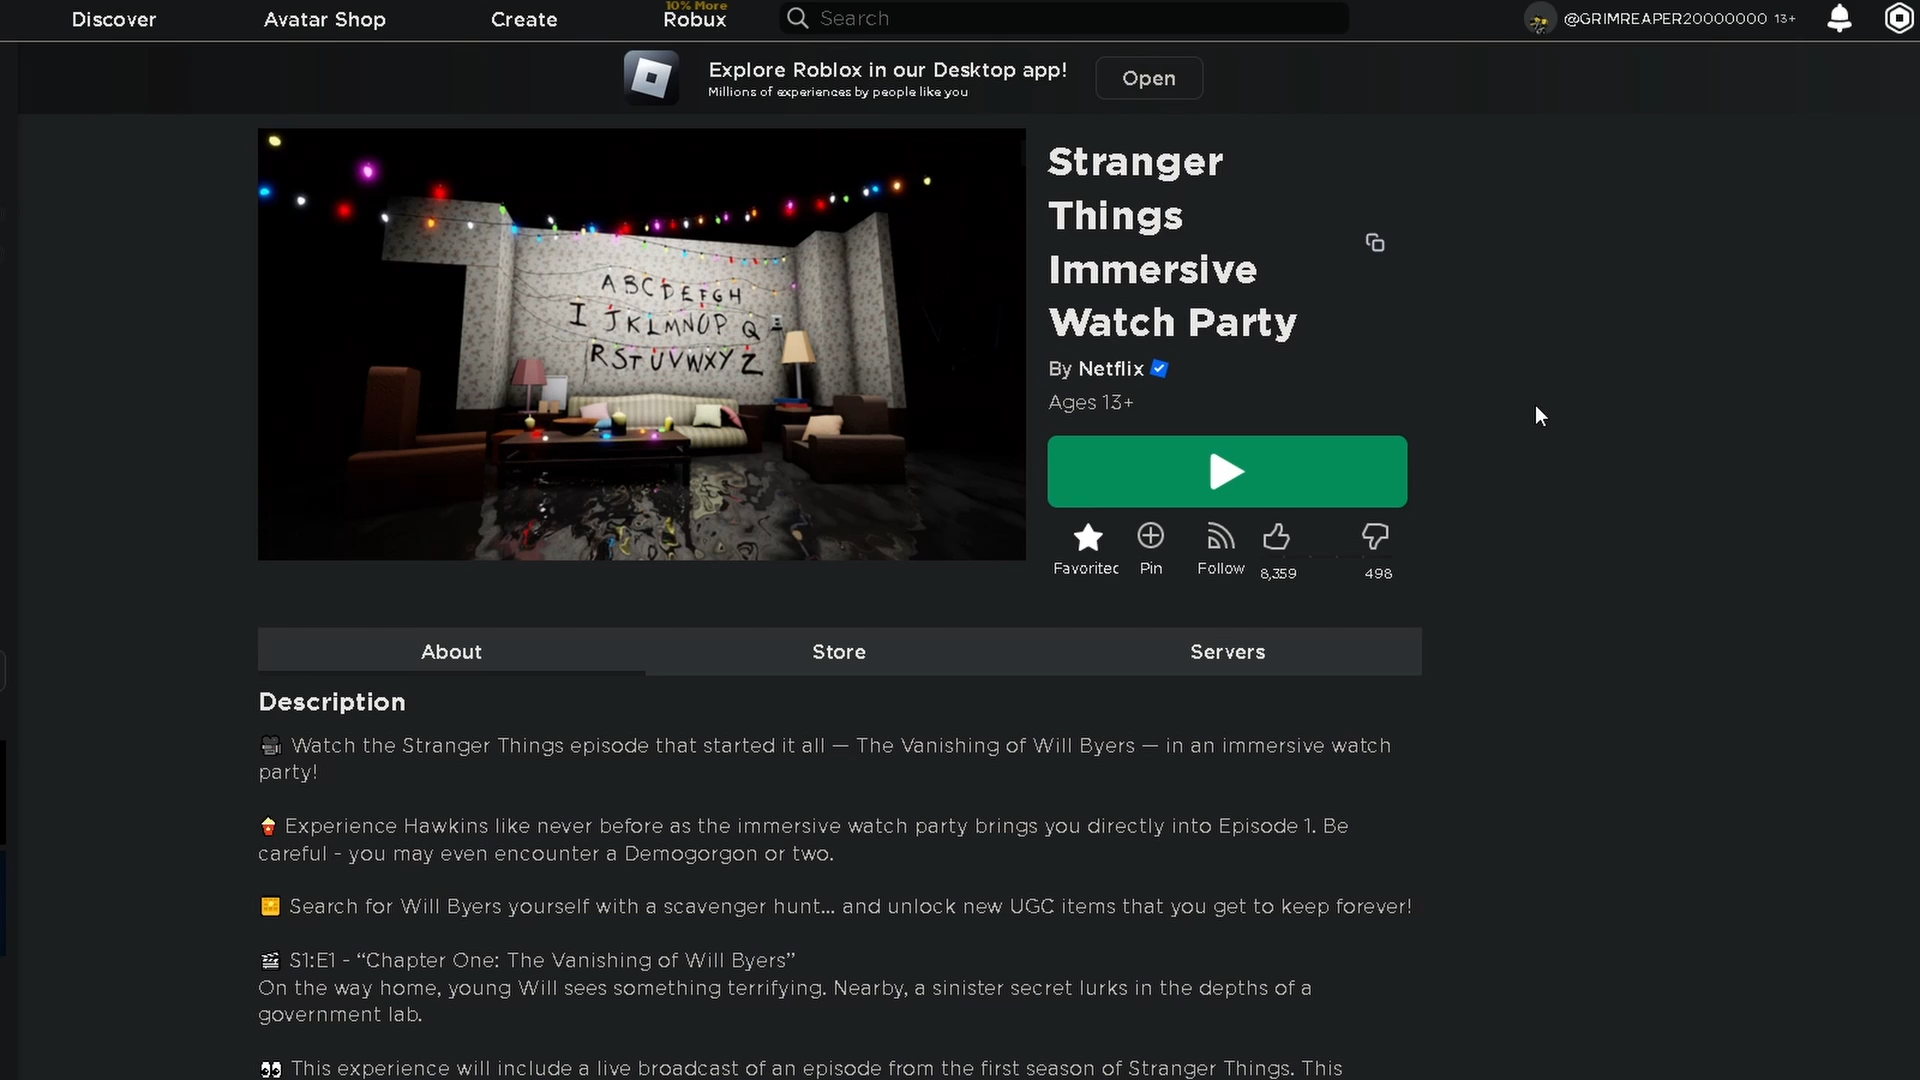 Discover Avatar Shop Create 10% More Robux Search @GRIMREAPER20000000 13+
Explore Roblox in our Desktop app!
Millions of experiences by people like you
Open
A B C D E F G H
I J K L M N O P Q
R S T U V W X Y Z
Stranger
Things
Immersive
Watch Party
By Netflix
Ages 13+
Favorited Pin Follow 8,359 498
About Store Servers
Description
Watch the Stranger Things episode that started it all — The Vanishing of Will Byers — in an immersive watch
party!
Experience Hawkins like never before as the immersive watch party brings you directly into Episode 1. Be
careful - you may even encounter a Demogorgon or two.
Search for Will Byers yourself with a scavenger hunt... and unlock new UGC items that you get to keep forever!
S1:E1 - “Chapter One: The Vanishing of Will Byers”
On the way home, young Will sees something terrifying. Nearby, a sinister secret lurks in the depths of a
government lab.
This experience will include a live broadcast of an episode from the first season of Stranger Things. This